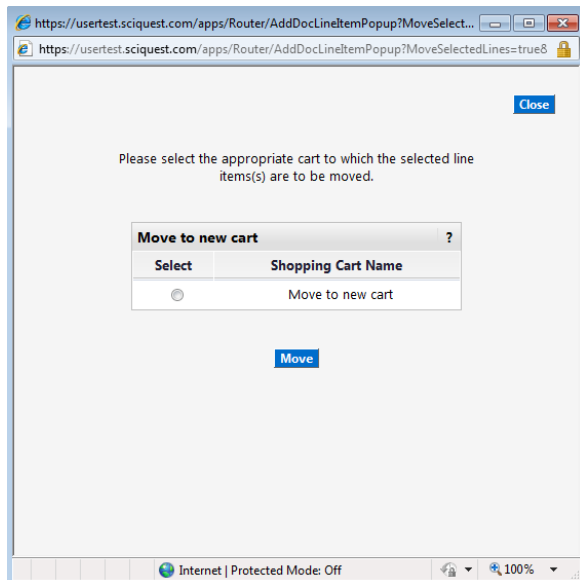 https://usertest.sciquest.com/apps/Router/AddDocLineItemPopup?MoveSelect...
https://usertest.sciquest.com/apps/Router/AddDocLineItemPopup?MoveSelectedLines=true&
Close
Please select the appropriate cart to which the selected line
items(s) are to be moved.
Move to new cart ?
Select Shopping Cart Name
Move to new cart
Move
Internet | Protected Mode: Off 100%